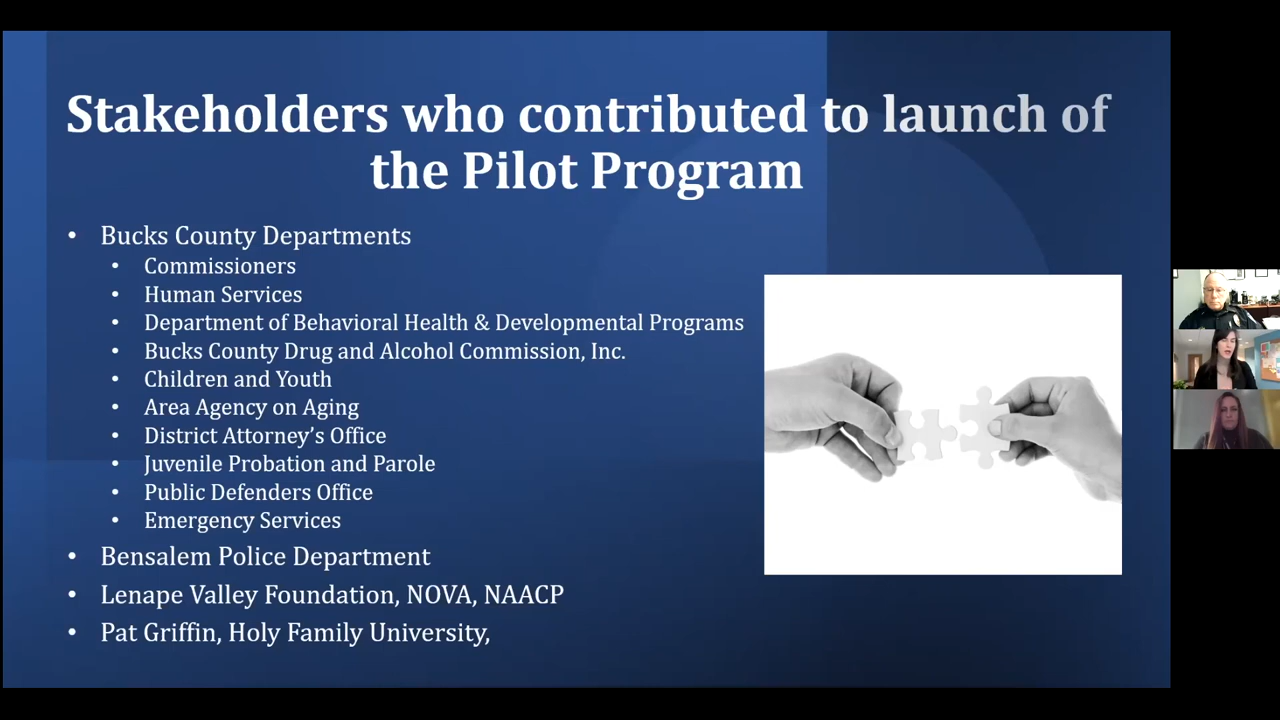 Stakeholders who contributed to launch of
the Pilot Program
• Bucks County Departments
• Commissioners
• Human Services
• Department of Behavioral Health & Developmental Programs
• Bucks County Drug and Alcohol Commission, Inc.
• Children and Youth
• Area Agency on Aging
• District Attorney’s Office
• Juvenile Probation and Parole
• Public Defenders Office
• Emergency Services
• Bensalem Police Department
• Lenape Valley Foundation, NOVA, NAACP
• Pat Griffin, Holy Family University,